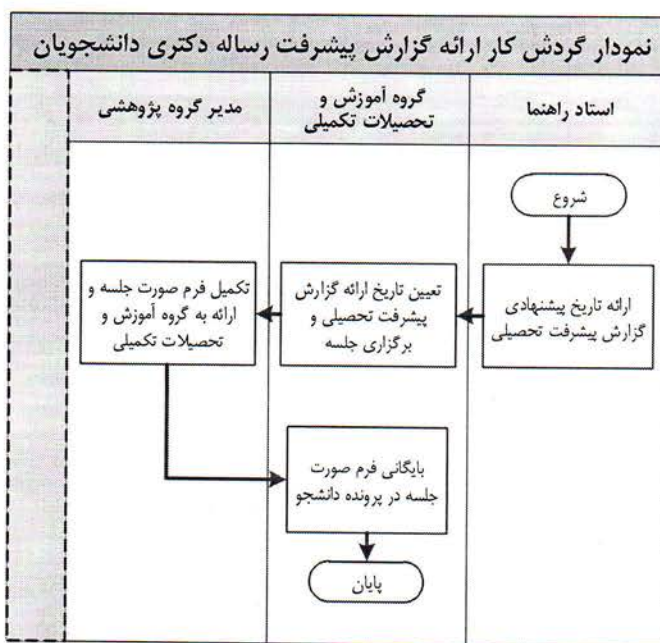 نمودار گردش کار ارائه گزارش پیشرفت رساله دکتری دانشجویان
استاد راهنما
گروه آموزش و
تحصیلات تکمیلی
مدیر گروه پژوهشی
شروع
ارائه تاریخ پیشنهادی
گزارش پیشرفت تحصیلی
تعیین تاریخ ارائه گزارش
پیشرفت تحصیلی و
برگزاری جلسه
تکمیل فرم صورت جلسه و
ارائه به گروه آموزش و
تحصیلات تکمیلی
بایگانی فرم صورت
جلسه در پرونده دانشجو
پایان